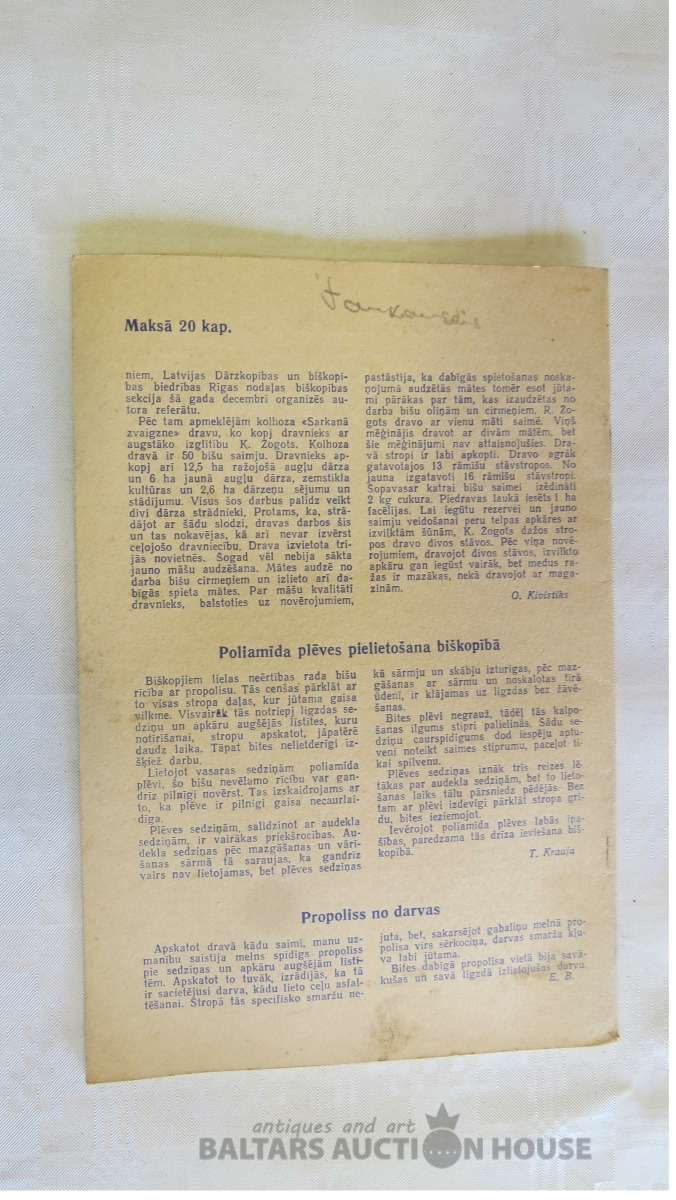 Maksā 20 kap.
niem, Latvijas Dārzkopības un biškopī-
bas biedrības Rīgas nodaļas biškopības
sekcija šā gada decembrī organizēs au-
tora referātu.
Pēc tam apmeklējām kolhoza «Sarkanā
zvaigzne» dravu, ko kopj dravnieks ar
augstāko izglītību K. Zogots. Kolhoza
dravā ir 50 bišu saimju. Dravnieks ap-
kopj arī 12,5 ha ražojošā augļu dārza
un 6 ha jaunā augļu dārza, zemstikla
kultūras un 2,6 ha dārzeņu sējumu un
stādījumu. Visus šos darbus palīdz veikt
divi dārza strādnieki. Protams, ka, strā-
dājot ar šādu slodzi, dravas darbos šis
un tas nokavējas, kā arī nevar izvērst
ceļojošo dravniecību. Drava izvietota trī-
jās novietnēs. Šogad vēl nebija sākta
jauno māšu audzēšana. Mātes audzē no
darba bišu cirmeņiem un izlieto arī da-
bīgās spieta mātes. Par māšu kvalitāti
dravnieks, balstoties uz novērojumiem,
pastāstīja, ka dabīgās spietošanas noska-
ņojumā audzētās mātes tomēr esot jūta-
mi pārākas par tām, kas izaudzētas no
darba bišu oliņām un cirmeņiem. R. Zo-
gots dravo ar vienu māti saimē. Viņš
mēģinājis dravot ar divām mātēm, bet
šie mēģinājumi nav attaisnojušies. Dra-
vā stropi ir labi apkopti. Dravo agrāk
gatavotajos 13 rāmīšu stāvstropos. No
jauna izgatavoti 16 rāmīšu stāvstropi.
Šopavasar katrai bišu saimei izēdināti
2 kg cukura. Piedravas laukā iesēts 1 ha
facēlijas. Lai iegūtu rezervei un jauno
saimju veidošanai peru telpas apkāres ar
izvilktām šūnām, K. Zogots dažos stro-
pos dravo divos stāvos. Pēc viņa novē-
rojumiem, dravojot divos stāvos, izvilkto
apkāru gan iegūst vairāk, bet medus ra-
žas ir mazākas, nekā dravojot ar maga-
zīnām.
O. Kivistiks
Poliamīda plēves pielietošana biškopībā
Biškopjiem lielas neērtības rada bišu
rīcība ar propolisu. Tās cenšas pārklāt ar
to visas stropa daļas, kur jūtama gaisa
vilkme. Visvairāk tās notriepj ligzdas se-
dziņu un apkāru augšējās līstītes, kuru
notīrīšanai, stropu apskatot, jāpatērē
daudz laika. Tāpat bites nelietderīgi iz-
šķiež darbu.
Lietojot vasaras sedziņām poliamīda
plēvi, šo bišu nevēlamo rīcību var gan-
drīz pilnīgi novērst. Tas izskaidrojams ar
to, ka plēve ir pilnīgi gaisa necaurlai-
dīga.
Plēves sedziņām, salīdzinot ar audekla
sedziņām, ir vairākas priekšrocības. Au-
dekla sedziņas pēc mazgāšanas un vārī-
šanas sārmā tā saraujas, ka gandrīz
vairs nav lietojamas, bet plēves sedziņas
kā sārmju un skābju izturīgas, pēc maz-
gāšanas ar sārmu un noskalotas tīrā
ūdenī, ir klājamas uz ligzdas bez žāvē-
šanas.
Bites plēvi negrauž, tādēļ tās kalpo-
šanas ilgums stipri palielinās. Šādu se-
dziņu caurspīdīgums dod iespēju aptu-
veni noteikt saimes stiprumu, paceļot ti-
kai spilvenu.
Plēves sedziņas iznāk trīs reizes lē-
tākas par audekla sedziņām, bet to lieto-
šanas laiks tālu pārsniedz pēdējās. Bez
tam ar plēvi izdevīgi pārklāt stropa grī-
du, bites ieziemojot.
Ievērojot poliamīda plēves labās īpa-
šības, paredzama tās drīza ieviešana biš-
kopībā.
T. Krauja
Propoliss no darvas
Apskatot dravā kādu saimi, manu uz-
manību saistīja melns spīdīgs propoliss
pie sedziņas un apkāru augšējām līstī-
tēm. Apskatot to tuvāk, izrādījās, ka tā
ir sacietējusi darva, kādu lieto ceļu asfal-
tēšanai. Stropā tās specifisko smaržu ne-
juta, bet, sakarsējot gabaliņu melnā pro-
polisa virs sērkociņa, darvas smarža kļu-
va labi jūtama.
Bites dabīgā propolisa vietā bija savā-
kušas un savā ligzdā izlietojušas darvu.
E. B.
antiques and art
BALTARS AUCTION HOUSE